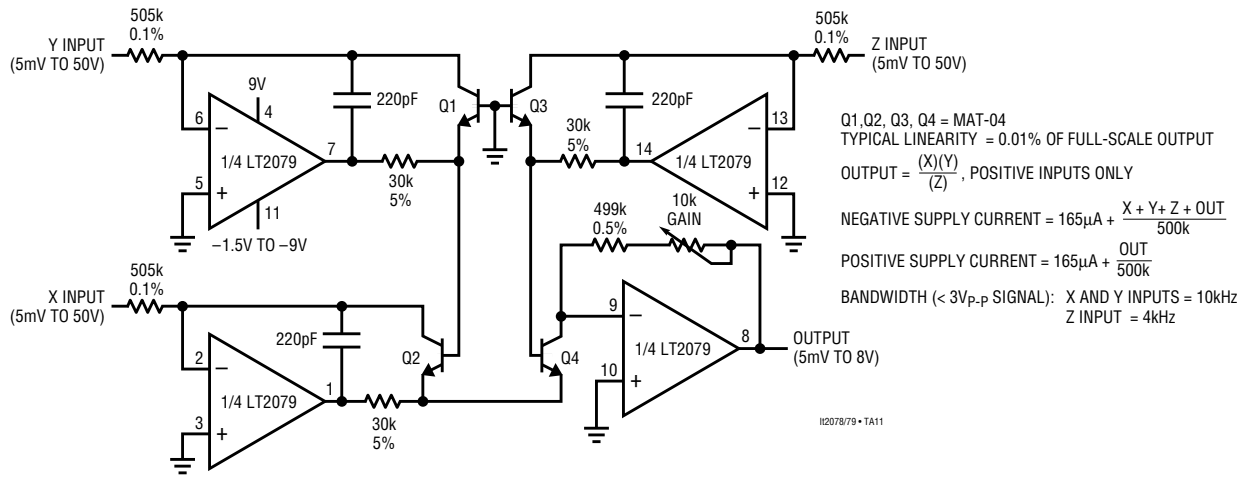 505k
0.1%
Y INPUT
(5mV TO 50V)
9V
4
6
–
5
+
1/4 LT2079
7
11
–1.5V TO –9V
220pF
30k
5%
Q1
Q3
505k
0.1%
Z INPUT
(5mV TO 50V)
220pF
30k
5%
14
13
–
1/4 LT2079
12
+
505k
0.1%
X INPUT
(5mV TO 50V)
2
–
3
+
1/4 LT2079
1
220pF
30k
5%
Q2
Q4
499k
0.5%
10k
GAIN
9
–
10
+
1/4 LT2079
8
OUTPUT
(5mV TO 8V)
Q1,Q2, Q3, Q4 = MAT-04
TYPICAL LINEARITY = 0.01% OF FULL-SCALE OUTPUT
OUTPUT = (X)(Y)/(Z), POSITIVE INPUTS ONLY
NEGATIVE SUPPLY CURRENT = 165µA + X + Y+ Z + OUT/500k
POSITIVE SUPPLY CURRENT = 165µA + OUT/500k
BANDWIDTH (< 3VP-P SIGNAL): X AND Y INPUTS = 10kHz
Z INPUT = 4kHz
lt2078/79 • TA11